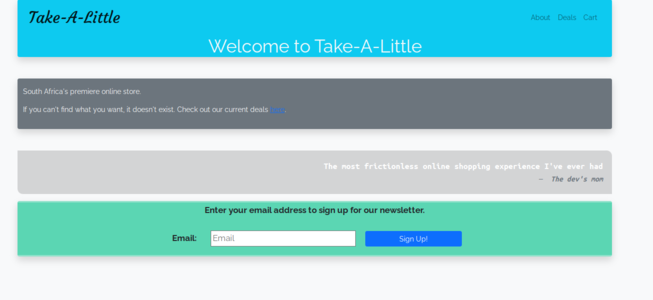 Take-A-Little
About Deals Cart
Welcome to Take-A-Little
South Africa's premiere online store.
If you can't find what you want, it doesn't exist. Check out our current deals here.
The most frictionless online shopping experience I've ever had
— The dev's mom
Enter your email address to sign up for our newsletter.
Email: Email Sign Up!